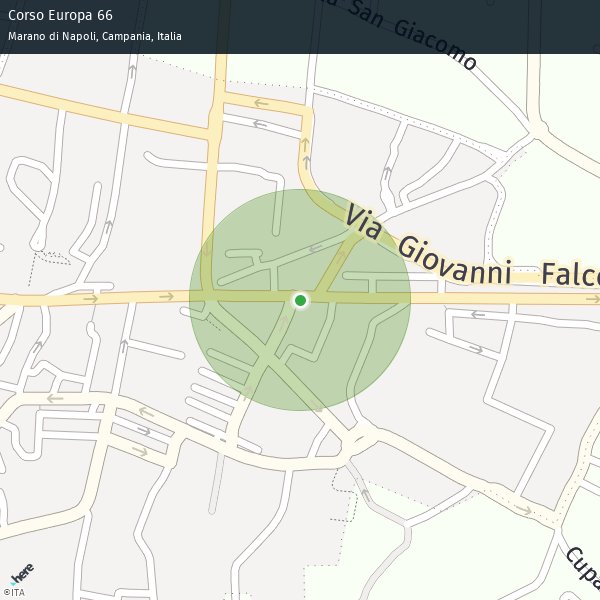 Corso Europa 66
Marano di Napoli, Campania, Italia
San Giacomo
Via Giovanni Falco
Cupa
here
©ITA